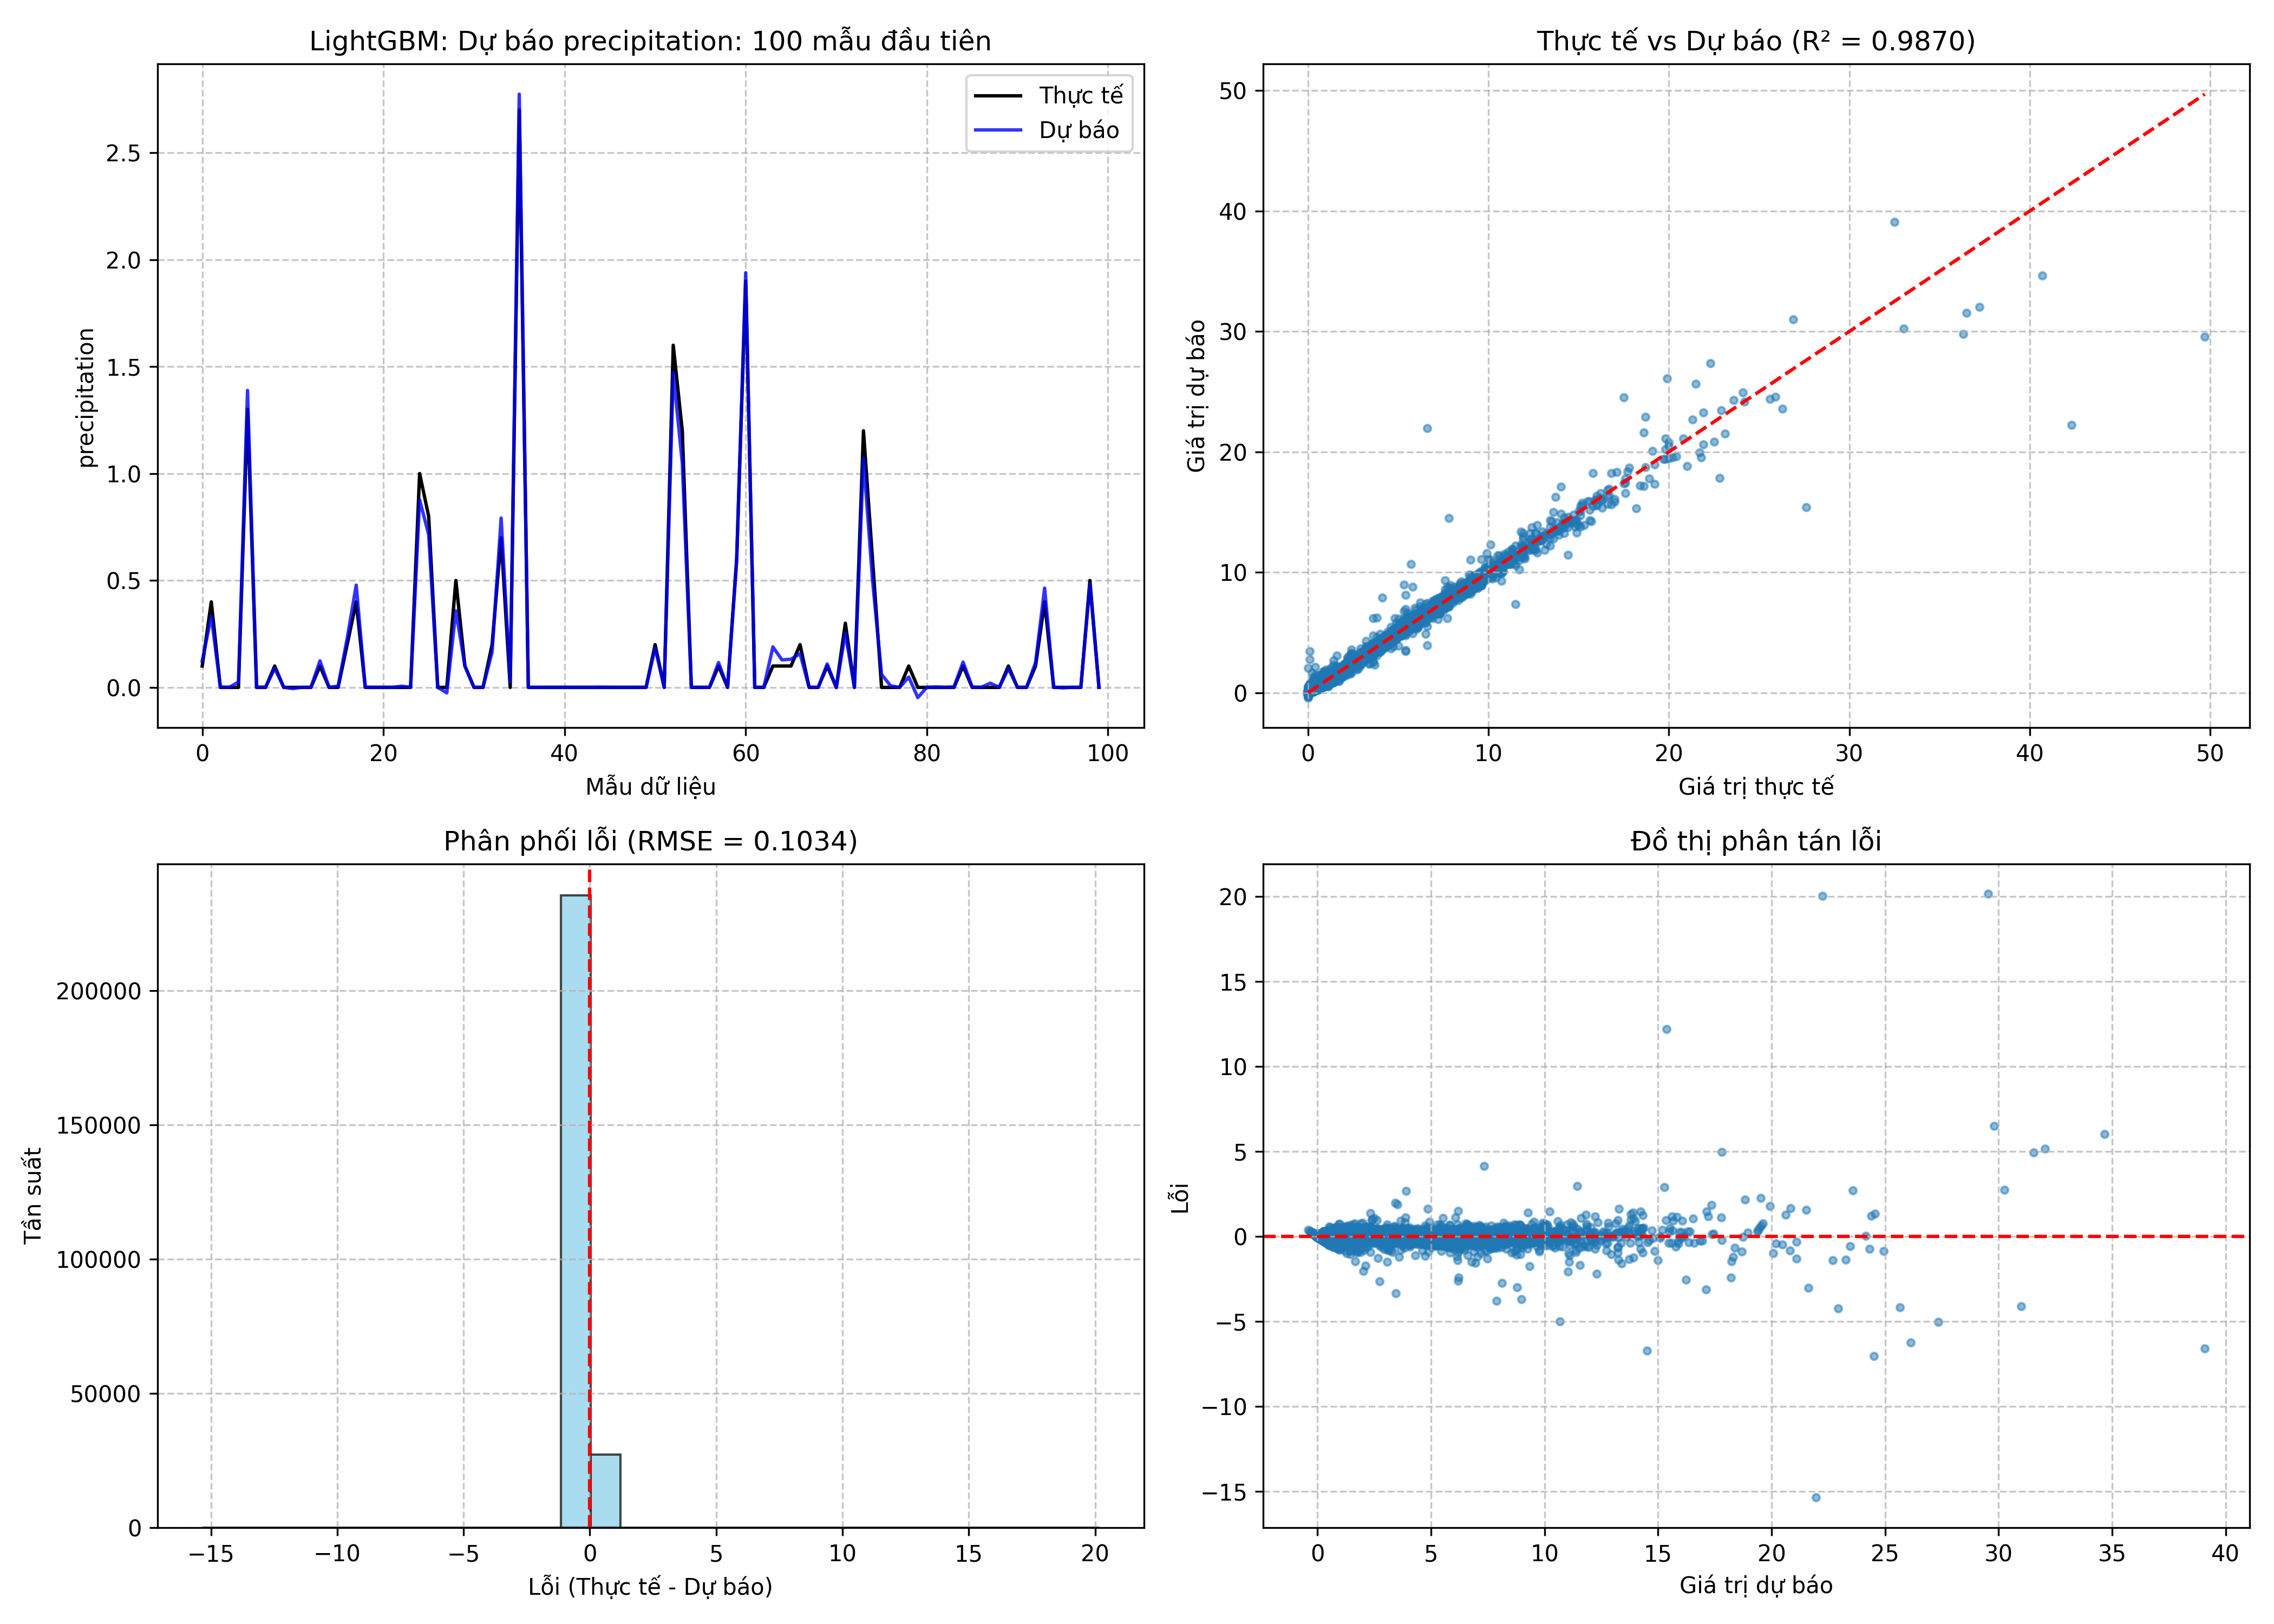 LightGBM: Dự báo precipitation: 100 mẫu đầu tiên
Thực tế
Dự báo
precipitation
2.5
2.0
1.5
1.0
0.5
0.0
0 20 40 60 80 100
Mẫu dữ liệu
Thực tế vs Dự báo (R² = 0.9870)
Giá trị dự báo
50
40
30
20
10
0
0 10 20 30 40 50
Giá trị thực tế
Phân phối lỗi (RMSE = 0.1034)
Tần suất
200000
150000
100000
50000
0
−15 −10 −5 0 5 10 15 20
Lỗi (Thực tế - Dự báo)
Đồ thị phân tán lỗi
Lỗi
20
15
10
5
0
−5
−10
−15
0 5 10 15 20 25 30 35 40
Giá trị dự báo